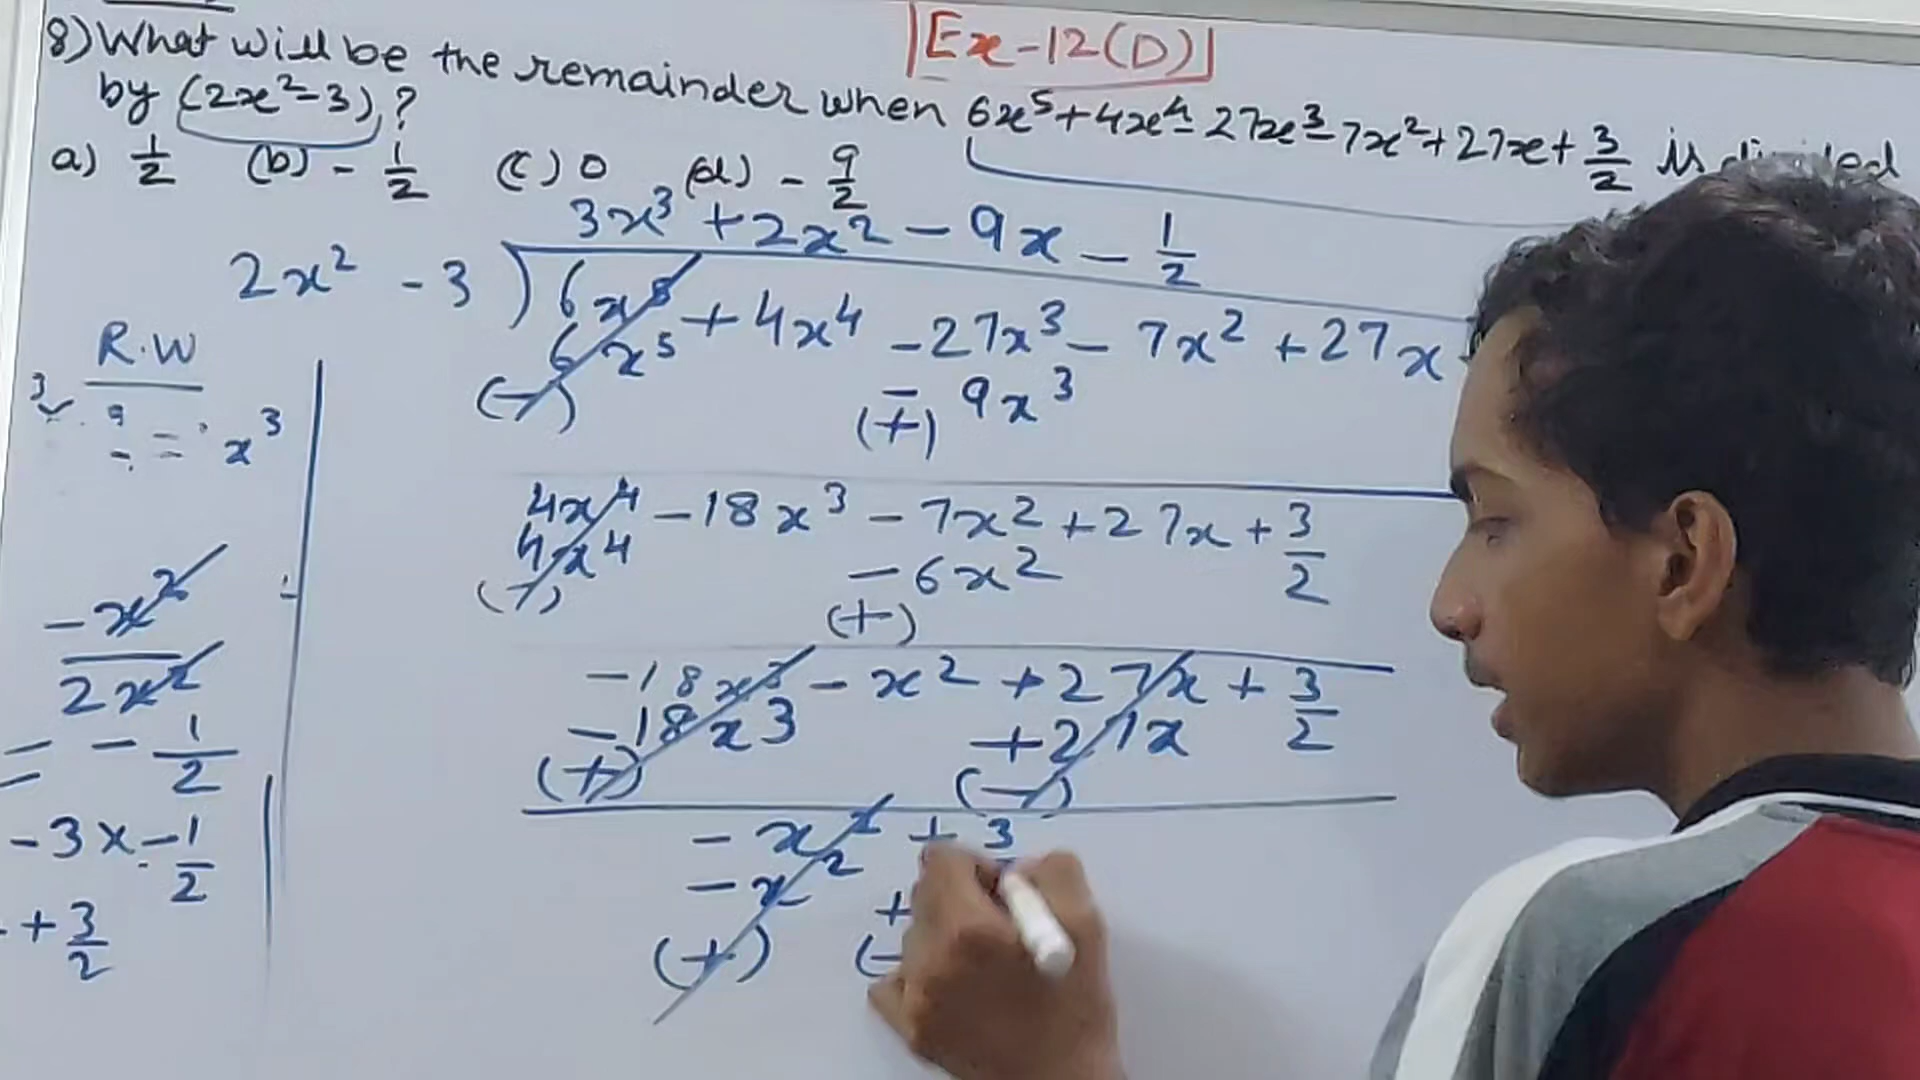 |Ex-12(D)|
8) What will be the remainder when 6x⁵+4x⁴-27x³-7x²+27x+3/2 is divided
by (2x²-3)?
a) 1/2 (b) -1/2 (c) 0 (d) -9/2
3x³+2x²-9x-1/2
2x²-3) 6x⁵+4x⁴-27x³-7x²+27x
6x⁵ -9x³
(-) (+)
4x⁴-18x³-7x²+27x+3/2
4x⁴ -6x²
(-) (+)
-18x³-x²+27x+3/2
-18x³ +27x
(+) (-)
-x²+3
-x² +
(+) (-
R.W
= x³
-x²/2x²
= -1/2
-3x-1/2
+3/2